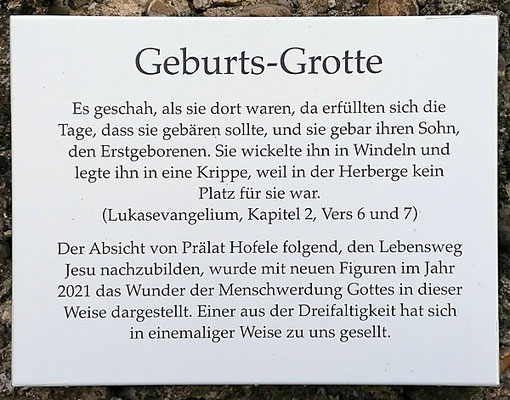 Geburts-Grotte
Es geschah, als sie dort waren, da erfüllten sich die
Tage, dass sie gebären sollte, und sie gebar ihren Sohn,
den Erstgeborenen. Sie wickelte ihn in Windeln und
legte ihn in eine Krippe, weil in der Herberge kein
Platz für sie war.
(Lukasevangelium, Kapitel 2, Vers 6 und 7)
Der Absicht von Prälat Hofele folgend, den Lebensweg
Jesu nachzubilden, wurde mit neuen Figuren im Jahr
2021 das Wunder der Menschwerdung Gottes in dieser
Weise dargestellt. Einer aus der Dreifaltigkeit hat sich
in einemaliger Weise zu uns gesellt.